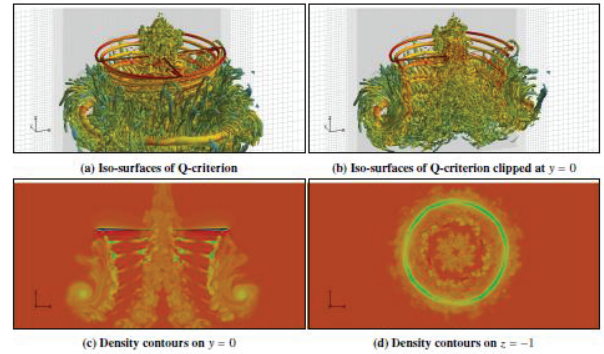 (a) Iso-surfaces of Q-criterion
(b) Iso-surfaces of Q-criterion clipped at y = 0
(c) Density contours on y = 0
(d) Density contours on z = −1